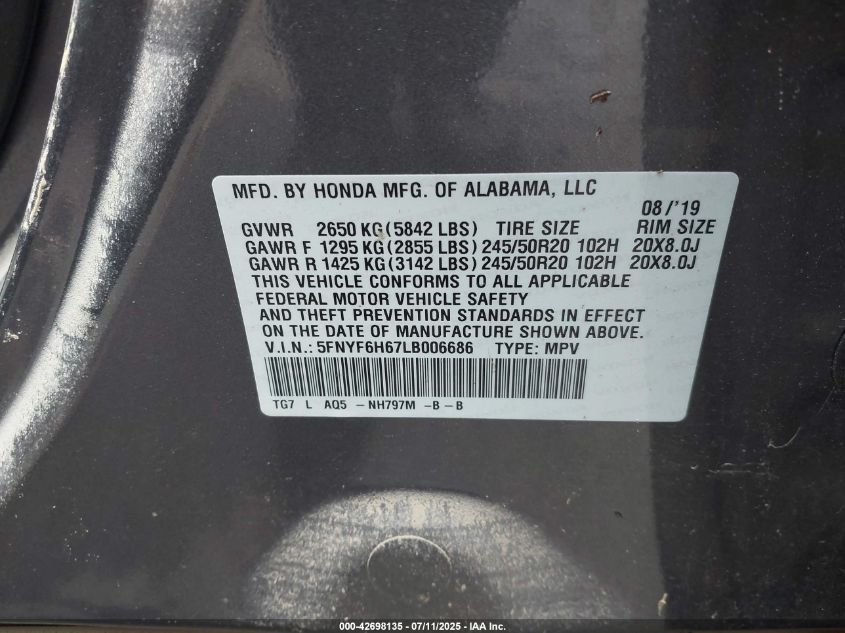 MFD. BY HONDA MFG. OF ALABAMA, LLC
08/'19
GVWR 2650 KG(5842 LBS) TIRE SIZE RIM SIZE
GAWR F 1295 KG(2855 LBS) 245/50R20 102H 20X8.0J
GAWR R 1425 KG(3142 LBS) 245/50R20 102H 20X8.0J
THIS VEHICLE CONFORMS TO ALL APPLICABLE
FEDERAL MOTOR VEHICLE SAFETY
AND THEFT PREVENTION STANDARDS IN EFFECT
ON THE DATE OF MANUFACTURE SHOWN ABOVE.
V.I.N.: 5FNYF6H67LB006686 TYPE: MPV
TG7 L AQ5 -NH797M -B-B
000-42698135 - 07/11/2025 - IAA Inc.